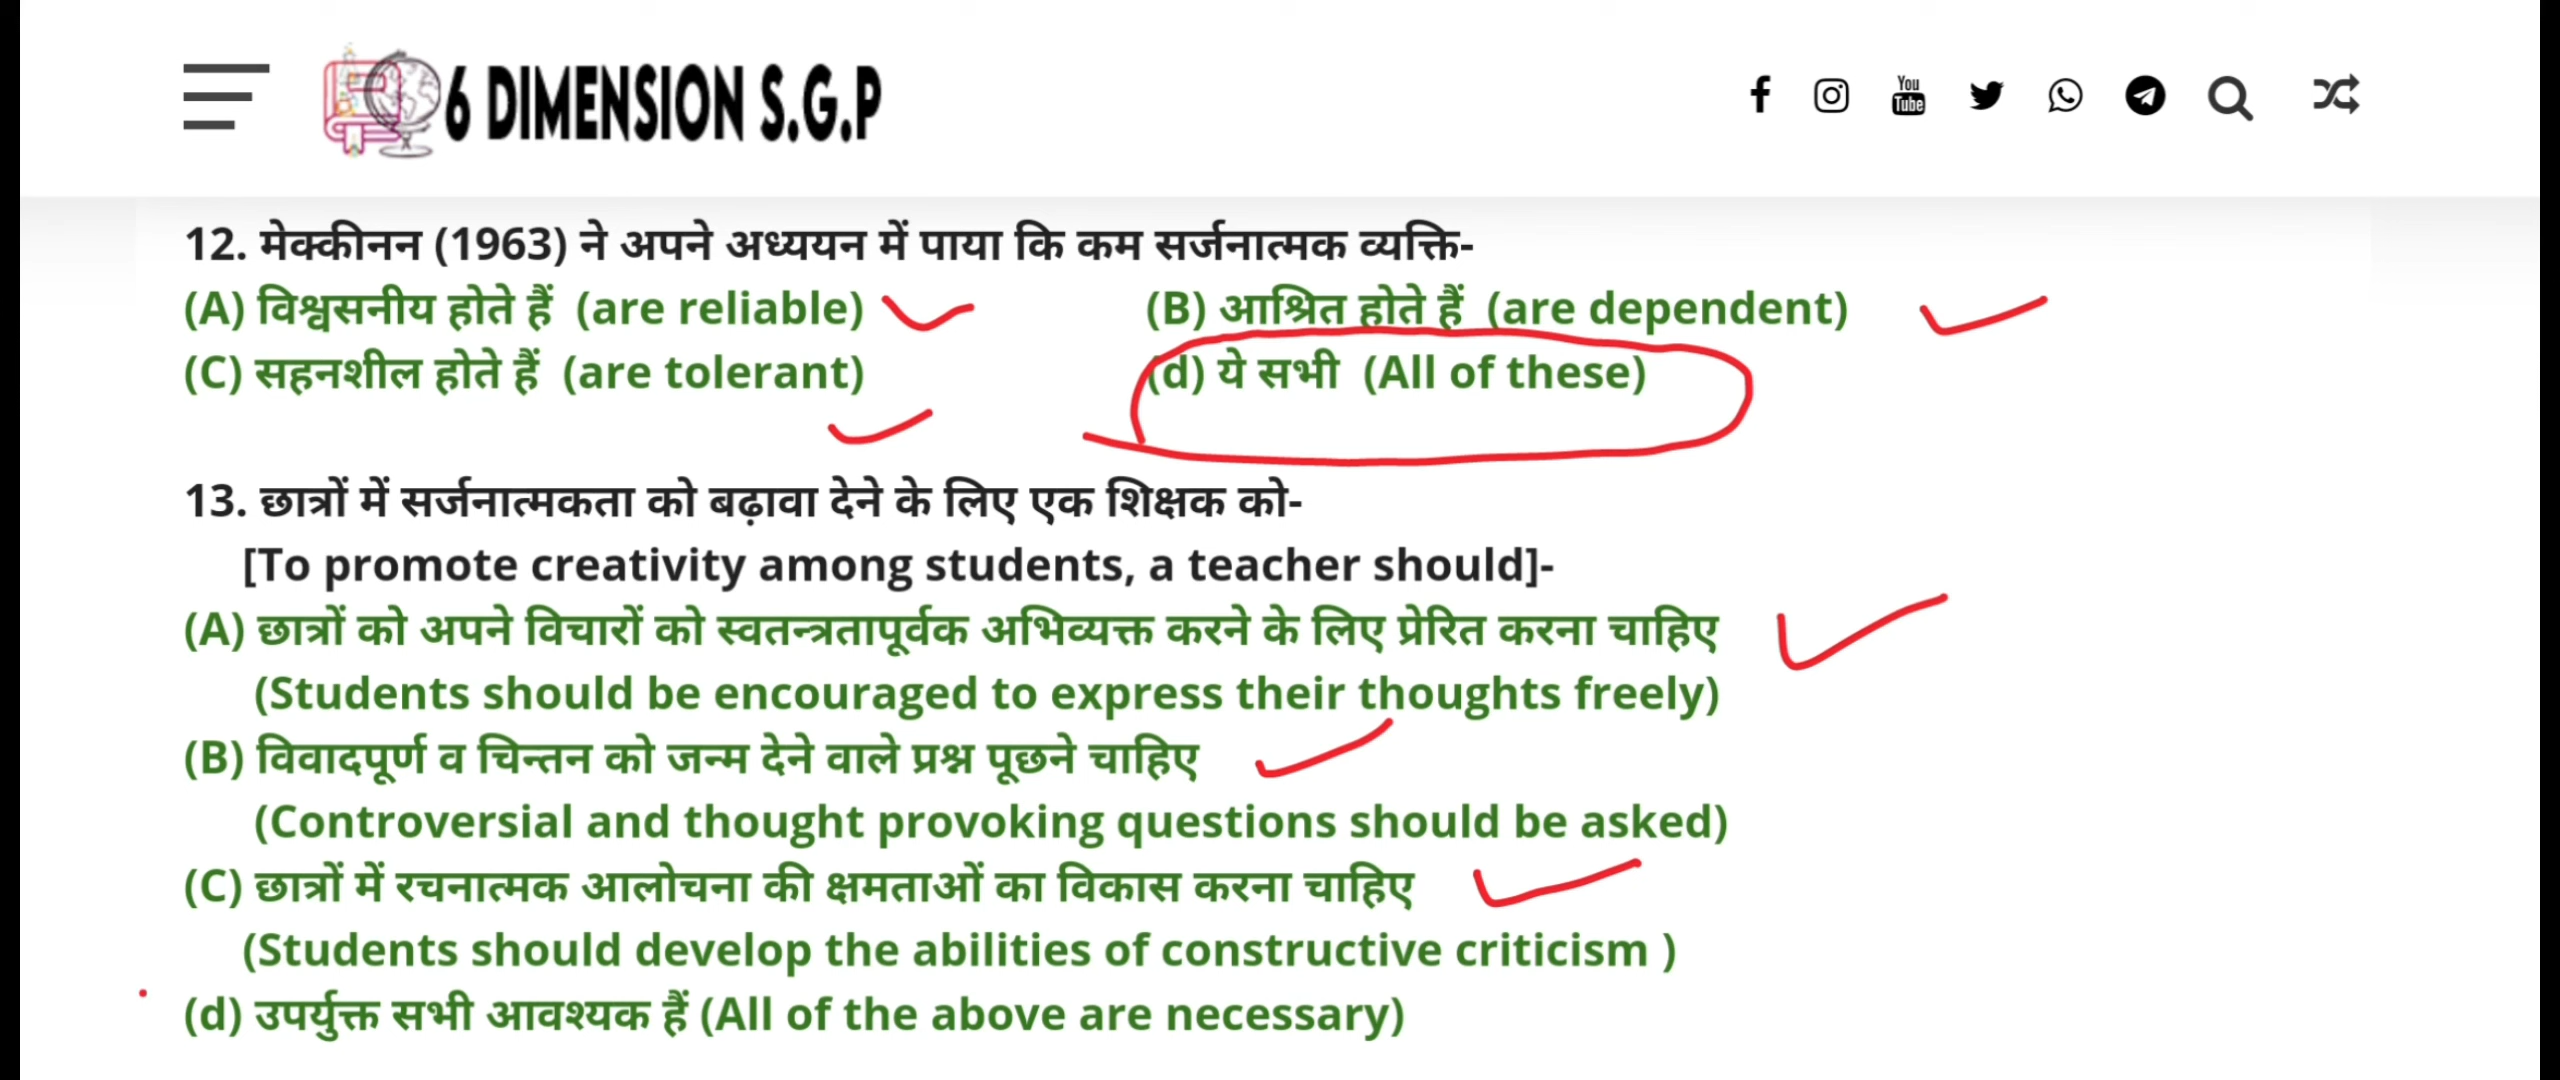 6 DIMENSION S.G.P
You
Tube
12. मेक्कीनन (1963) ने अपने अध्ययन में पाया कि कम सर्जनात्मक व्यक्ति-
(A) विश्वसनीय होते हैं (are reliable) (B) आश्रित होते हैं (are dependent)
(C) सहनशील होते हैं (are tolerant) (d) ये सभी (All of these)
13. छात्रों में सर्जनात्मकता को बढ़ावा देने के लिए एक शिक्षक को-
[To promote creativity among students, a teacher should]-
(A) छात्रों को अपने विचारों को स्वतन्त्रतापूर्वक अभिव्यक्त करने के लिए प्रेरित करना चाहिए
(Students should be encouraged to express their thoughts freely)
(B) विवादपूर्ण व चिन्तन को जन्म देने वाले प्रश्न पूछने चाहिए
(Controversial and thought provoking questions should be asked)
(C) छात्रों में रचनात्मक आलोचना की क्षमताओं का विकास करना चाहिए
(Students should develop the abilities of constructive criticism )
(d) उपर्युक्त सभी आवश्यक हैं (All of the above are necessary)